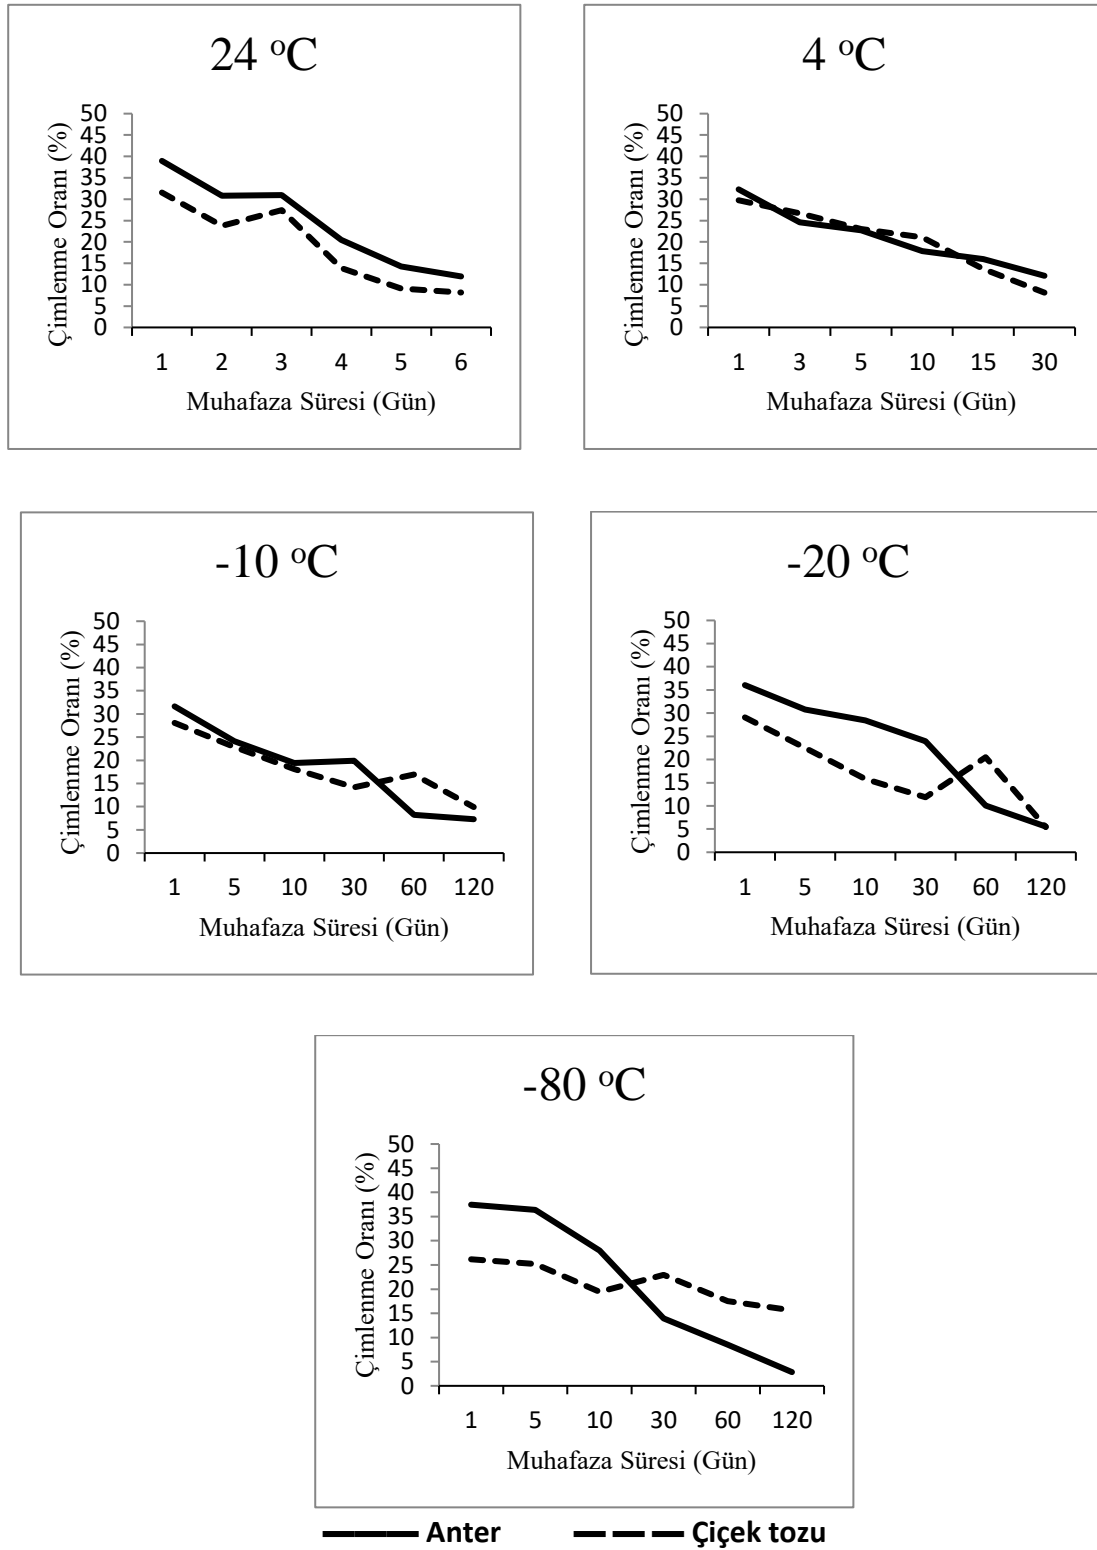 24 ºC
Çimlenme Oranı (%)
50
45
40
35
30
25
20
15
10
5
0
1 2 3 4 5 6
Muhafaza Süresi (Gün)
4 ºC
Çimlenme Oranı (%)
50
45
40
35
30
25
20
15
10
5
0
1 3 5 10 15 30
Muhafaza Süresi (Gün)
-10 ºC
Çimlenme Oranı (%)
50
45
40
35
30
25
20
15
10
5
0
1 5 10 30 60 120
Muhafaza Süresi (Gün)
-20 ºC
Çimlenme Oranı (%)
50
45
40
35
30
25
20
15
10
5
0
1 5 10 30 60 120
Muhafaza Süresi (Gün)
-80 ºC
Çimlenme Oranı (%)
50
45
40
35
30
25
20
15
10
5
0
1 5 10 30 60 120
Muhafaza Süresi (Gün)
Anter Çiçek tozu